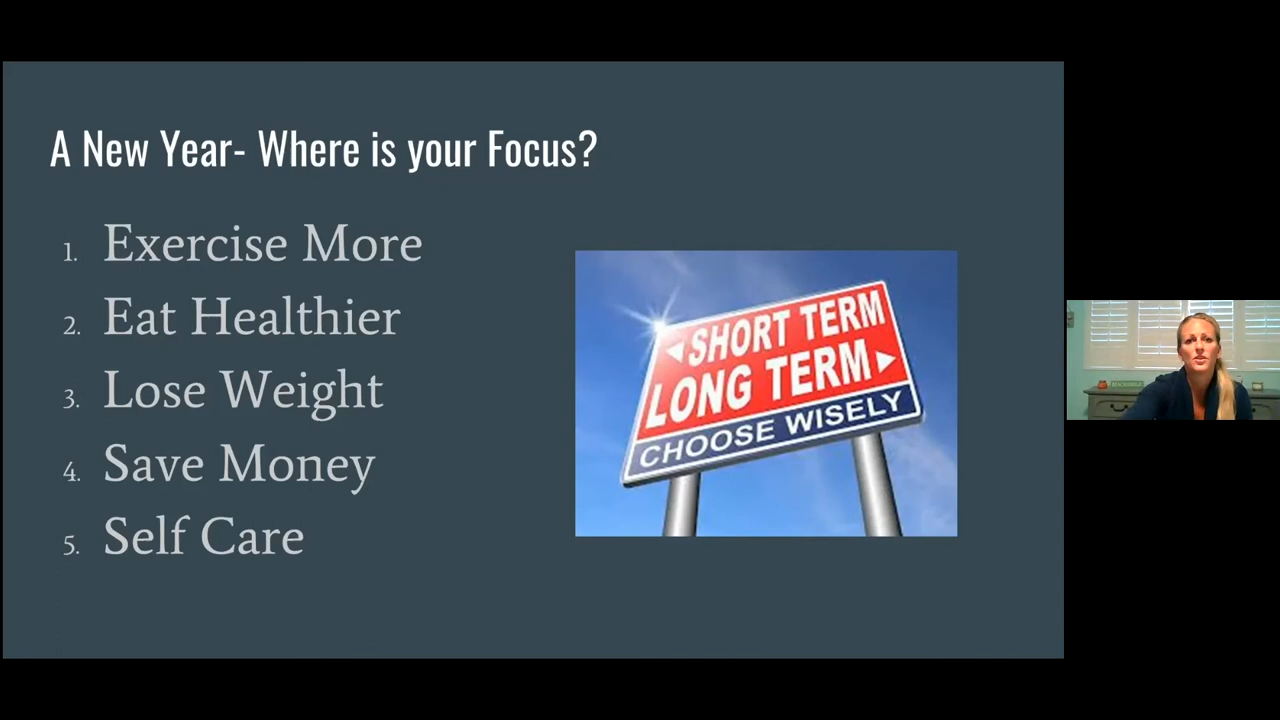 A New Year- Where is your Focus?
1. Exercise More
2. Eat Healthier
3. Lose Weight
4. Save Money
5. Self Care
SHORT TERM
LONG TERM
CHOOSE WISELY